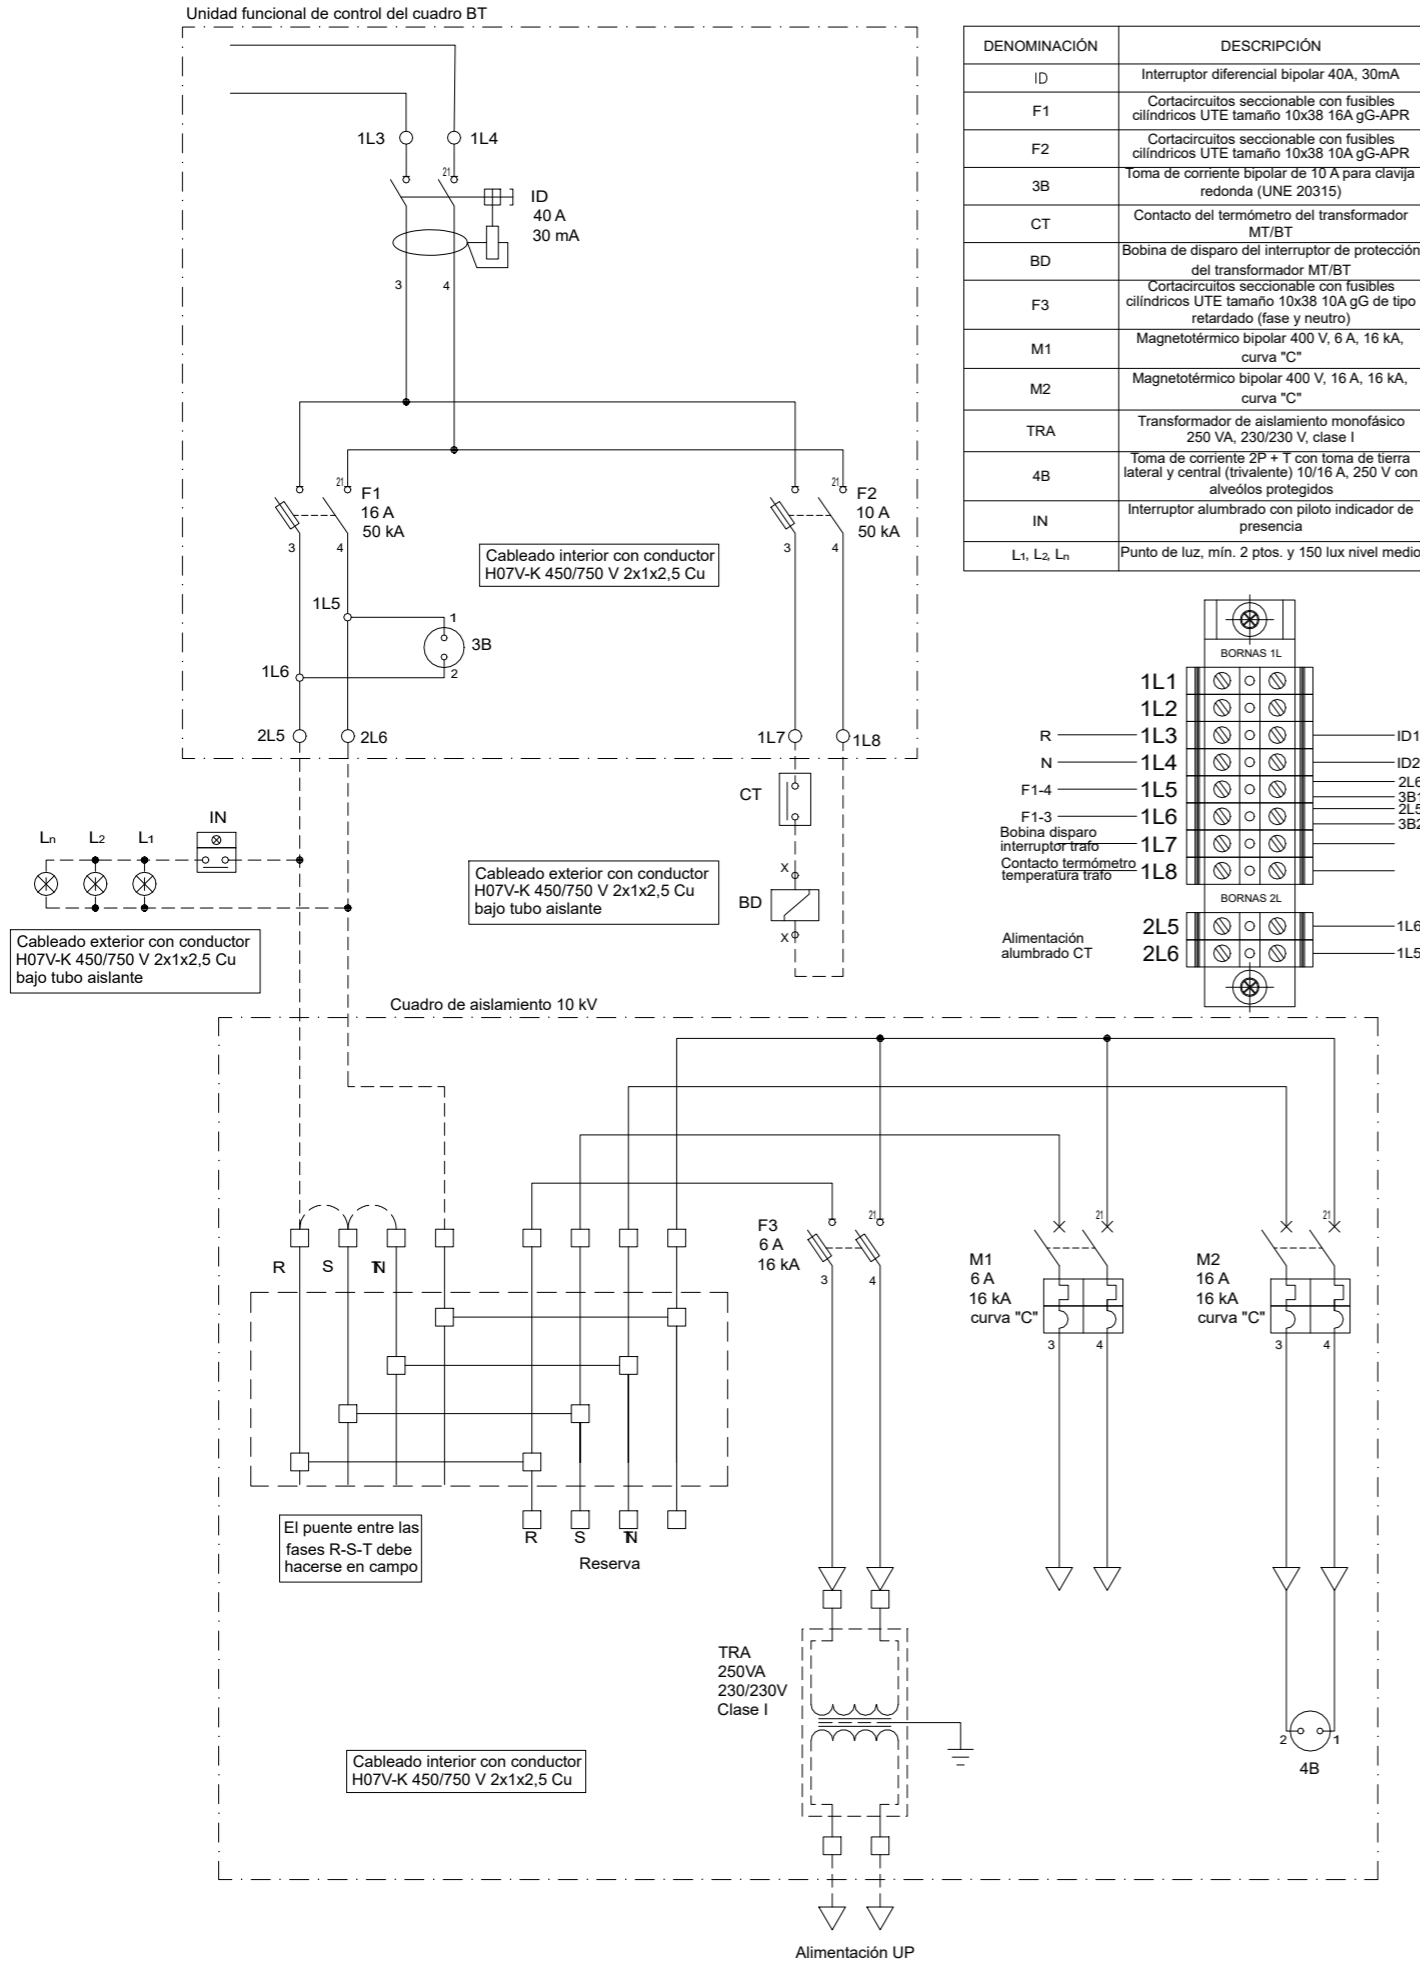 Unidad funcional de control del cuadro BT
1L3
1L4
21
ID
40 A
30 mA
3
4
21
F1
16 A
50 kA
3
4
21
F2
10 A
50 kA
3
4
Cableado interior con conductor
H07V-K 450/750 V 2x1x2,5 Cu
1L5
1
3B
1L6
2
2L5
2L6
1L7
1L8
CT
IN
Ln
L2
L1
X
BD
X
Cableado exterior con conductor
H07V-K 450/750 V 2x1x2,5 Cu
bajo tubo aislante
Cableado exterior con conductor
H07V-K 450/750 V 2x1x2,5 Cu
bajo tubo aislante
DENOMINACIÓN DESCRIPCIÓN
ID Interruptor diferencial bipolar 40A, 30mA
F1 Cortacircuitos seccionable con fusibles
cilíndricos UTE tamaño 10x38 16A gG-APR
F2 Cortacircuitos seccionable con fusibles
cilíndricos UTE tamaño 10x38 10A gG-APR
3B Toma de corriente bipolar de 10 A para clavija
redonda (UNE 20315)
CT Contacto del termómetro del transformador
MT/BT
BD Bobina de disparo del interruptor de protección
del transformador MT/BT
F3 Cortacircuitos seccionable con fusibles
cilíndricos UTE tamaño 10x38 10A gG de tipo
retardado (fase y neutro)
M1 Magnetotérmico bipolar 400 V, 6 A, 16 kA,
curva "C"
M2 Magnetotérmico bipolar 400 V, 16 A, 16 kA,
curva "C"
TRA Transformador de aislamiento monofásico
250 VA, 230/230 V, clase I
4B Toma de corriente 2P + T con toma de tierra
lateral y central (trivalente) 10/16 A, 250 V con
alveólos protegidos
IN Interruptor alumbrado con piloto indicador de
presencia
L1, L2, Ln Punto de luz, mín. 2 ptos. y 150 lux nivel medio
BORNAS 1L
1L1
1L2
R 1L3 ID1
N 1L4 ID2
F1-4 1L5 2L6
3B1
F1-3 1L6 2L5
3B2
Bobina disparo
interruptor trafo 1L7
Contacto termómetro
temperatura trafo 1L8
BORNAS 2L
2L5 1L6
Alimentación
alumbrado CT
2L6 1L5
Cuadro de aislamiento 10 kV
R S T N
F3
6 A
16 kA
21
3
4
M1
6 A
16 kA
curva "C"
21
3
4
M2
16 A
16 kA
curva "C"
21
3
4
El puente entre las
fases R-S-T debe
hacerse en campo
R S T N
Reserva
TRA
250VA
230/230V
Clase I
2
1
4B
Cableado interior con conductor
H07V-K 450/750 V 2x1x2,5 Cu
Alimentación UP